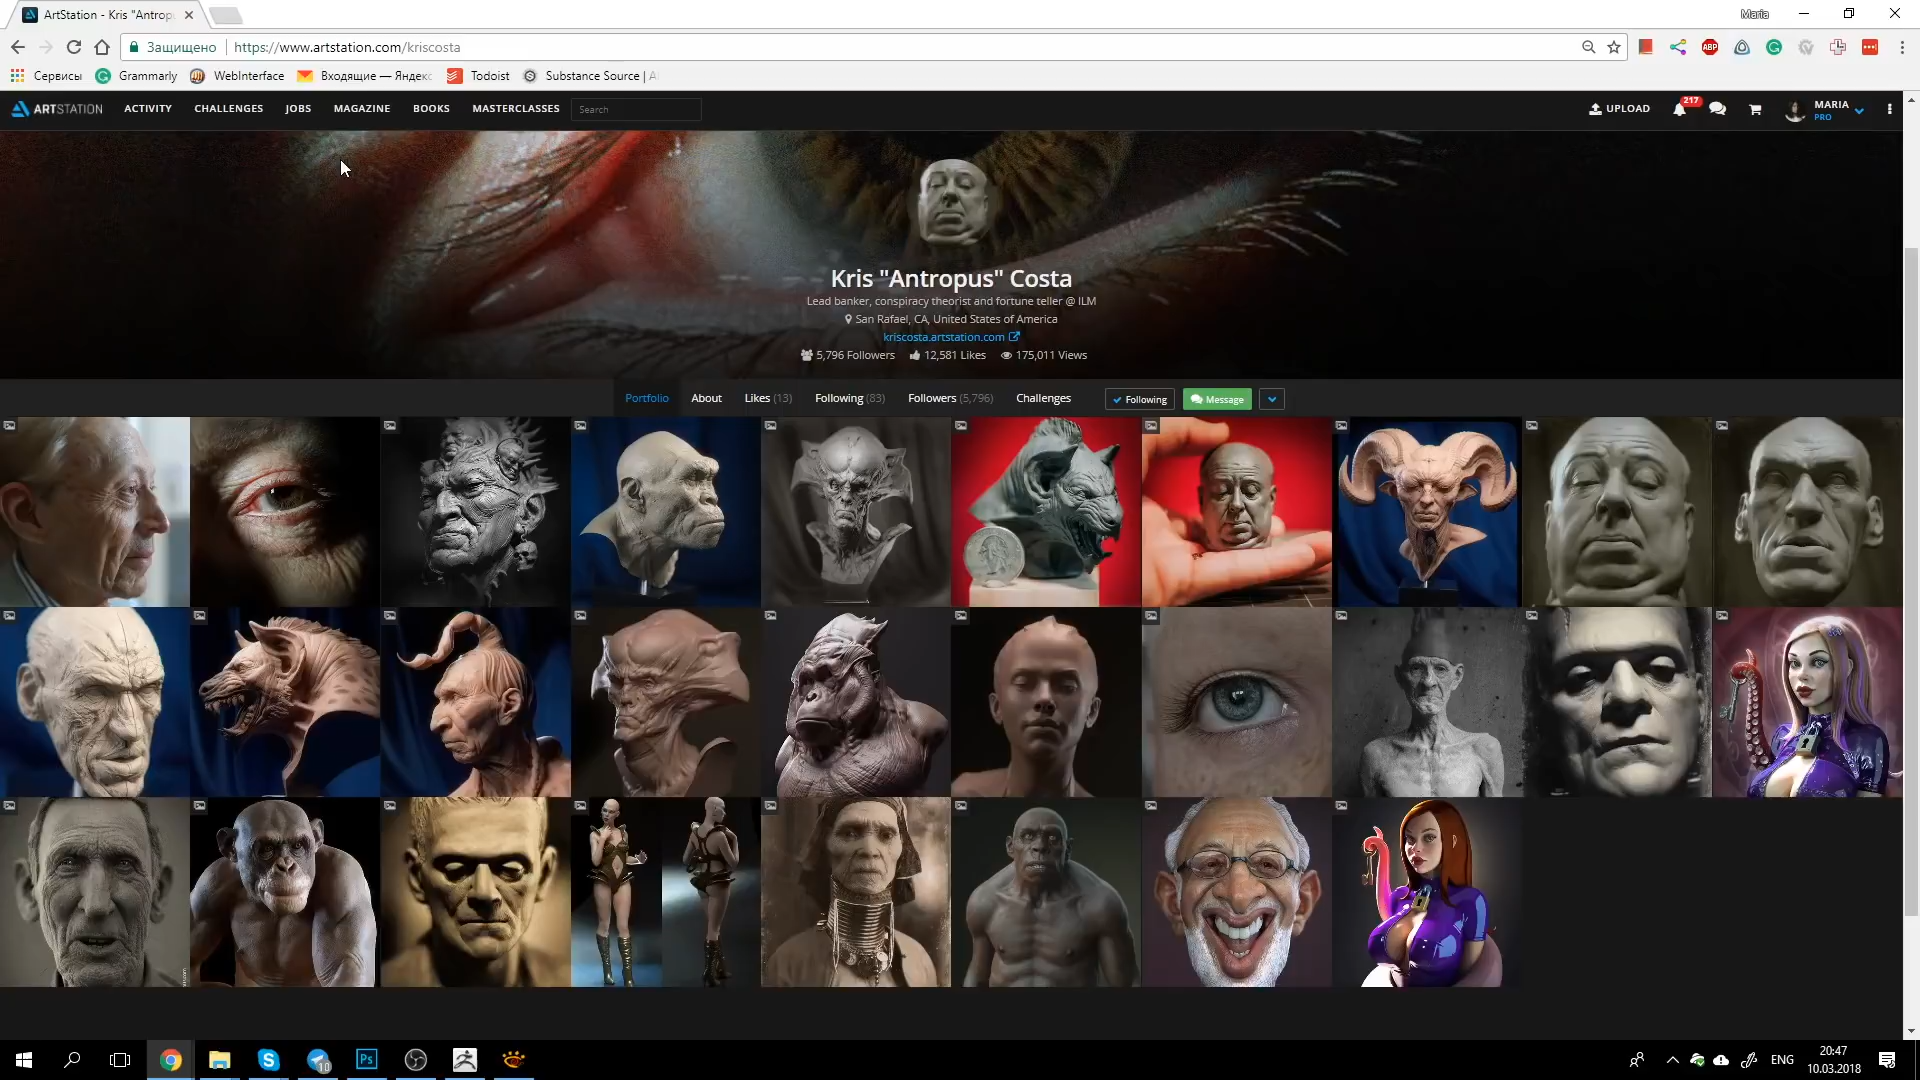 ArtStation - Kris "Antrop
Maria
Защищено
https://www.artstation.com/kriscosta
ABP
Сервисы
Grammarly
WebInterface
Входящие — Яндекс
Todoist
Substance Source | A
ARTSTATION
ACTIVITY
CHALLENGES
JOBS
MAGAZINE
BOOKS
MASTERCLASSES
Search
UPLOAD
217
MARIA
PRO
Kris "Antropus" Costa
Lead banker, conspiracy theorist and fortune teller @ ILM
San Rafael, CA, United States of America
kriscosta.artstation.com
5,796 Followers
12,581 Likes
175,011 Views
Portfolio
About
Likes (13)
Following (83)
Followers (5,796)
Challenges
Following
Message
10
Ps
ENG
20:47
10.03.2018